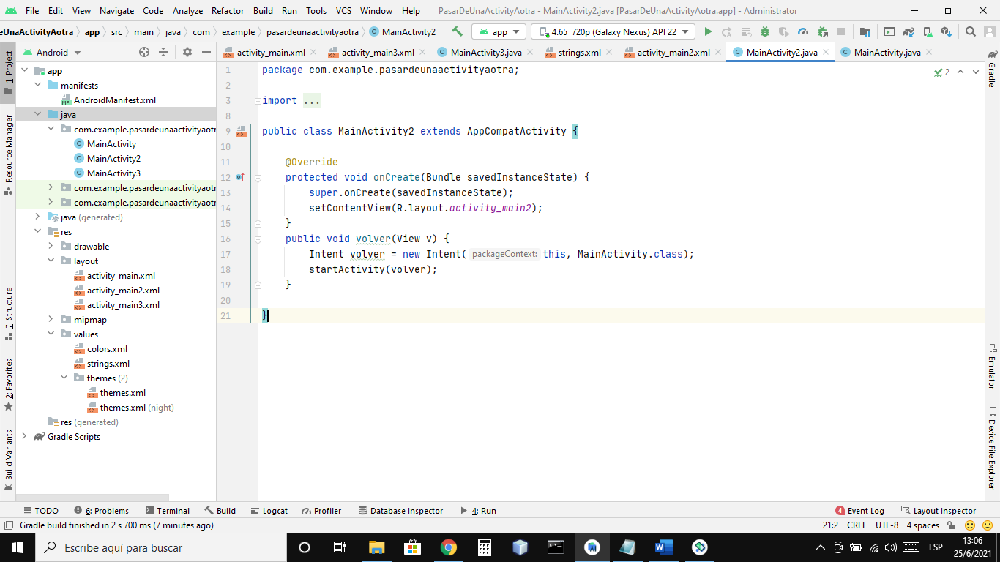 File Edit View Navigate Code Analyze Refactor Build Run Tools VCS Window Help PasarDeUnaActivityAotra - MainActivity2.java [PasarDeUnaActivityAotra.app] - Administrator
eUnaActivityAotra app src main java com example pasardeunaactivityaotra MainActivity2 app 4.65 720p (Galaxy Nexus) API 22
Android activity_main.xml activity_main3.xml MainActivity3.java strings.xml activity_main2.xml MainActivity2.java MainActivity.java
1: Project
Resource Manager
7: Structure
2: Favorites
Build Variants
app
manifests
AndroidManifest.xml
java
com.example.pasardeunaactivityaotr
MainActivity
MainActivity2
MainActivity3
com.example.pasardeunaactivityaotr
com.example.pasardeunaactivityaotr
java (generated)
res
drawable
layout
activity_main.xml
activity_main2.xml
activity_main3.xml
mipmap
values
colors.xml
strings.xml
themes (2)
themes.xml
themes.xml (night)
res (generated)
Gradle Scripts
1 package com.example.pasardeunaactivityaotra;
2
3 import ...
8
9 public class MainActivity2 extends AppCompatActivity {
10
11 @Override
12 protected void onCreate(Bundle savedInstanceState) {
13 super.onCreate(savedInstanceState);
14 setContentView(R.layout.activity_main2);
15 }
16 public void volver(View v) {
17 Intent volver = new Intent( packageContext: this, MainActivity.class);
18 startActivity(volver);
19 }
20
21 }
2
Gradle
Emulator
Device File Explorer
TODO 6: Problems Terminal Build Logcat Profiler Database Inspector 4: Run 4 Event Log Layout Inspector
Gradle build finished in 2 s 700 ms (7 minutes ago) 21:2 CRLF UTF-8 4 spaces
Escribe aquí para buscar ESP 13:06
25/6/2021